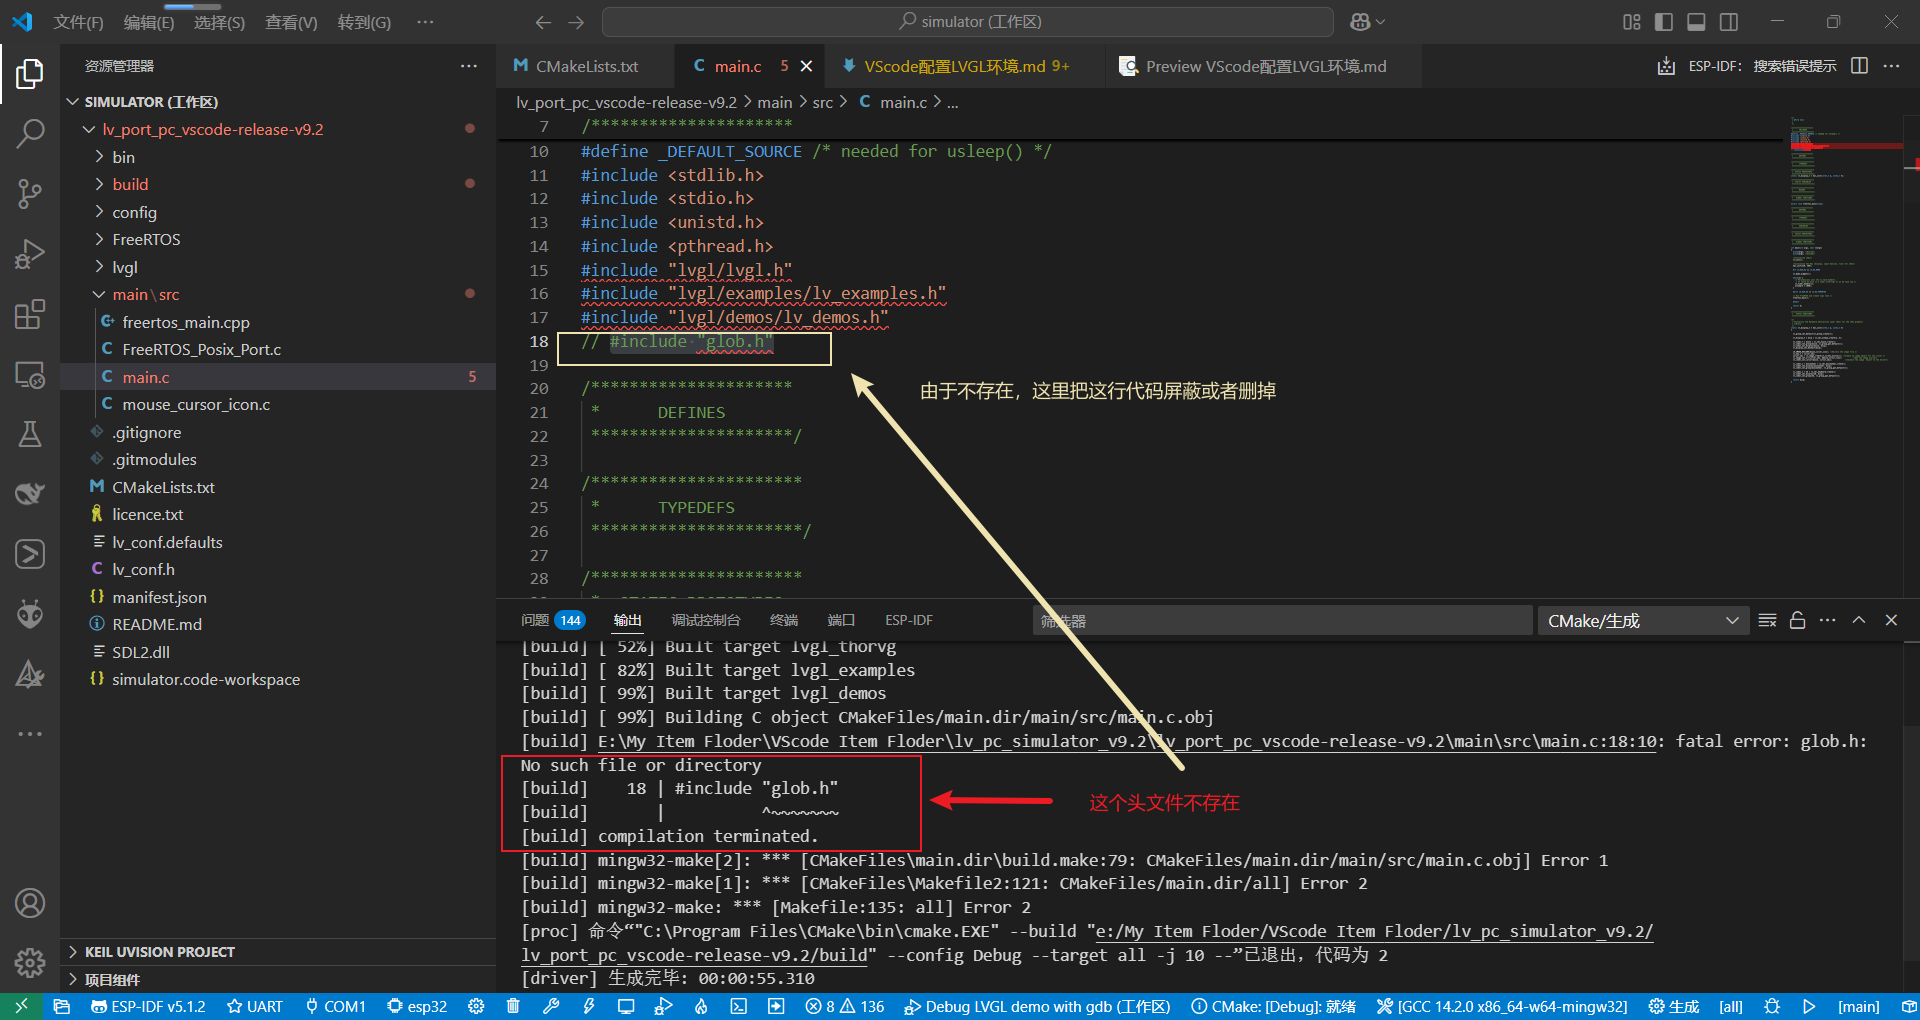 文件(F) 编辑(E) 选择(S) 查看(V) 转到(G) ··· simulator (工作区)
资源管理器 ···
SIMULATOR (工作区)
lv_port_pc_vscode-release-v9.2
bin
build
config
FreeRTOS
lvgl
main\src
freertos_main.cpp
FreeRTOS_Posix_Port.c
main.c 5
mouse_cursor_icon.c
.gitignore
.gitmodules
CMakeLists.txt
licence.txt
lv_conf.defaults
lv_conf.h
manifest.json
README.md
SDL2.dll
simulator.code-workspace
KEIL UVISION PROJECT
项目组件
CMakeLists.txt main.c 5 VScode配置LVGL环境.md 9+ Preview VScode配置LVGL环境.md ESP-IDF: 搜索错误提示
lv_port_pc_vscode-release-v9.2 > main > src > C main.c > ...
7 /*********************
10 #define _DEFAULT_SOURCE /* needed for usleep() */
11 #include <stdlib.h>
12 #include <stdio.h>
13 #include <unistd.h>
14 #include <pthread.h>
15 #include "lvgl/lvgl.h"
16 #include "lvgl/examples/lv_examples.h"
17 #include "lvgl/demos/lv_demos.h"
18 // #include "glob.h"
19
20 /*********************
21 * DEFINES
22 *********************/
23
24 /**********************
25 * TYPEDEFS
26 **********************/
27
28 /**********************
由于不存在，这里把这行代码屏蔽或者删掉
问题 144 输出 调试控制台 终端 端口 ESP-IDF 筛选器 CMake/生成
[build] [ 52%] Built target lvgl_thorvg
[build] [ 82%] Built target lvgl_examples
[build] [ 99%] Built target lvgl_demos
[build] [ 99%] Building C object CMakeFiles/main.dir/main/src/main.c.obj
[build] E:\My Item Floder\VScode Item Floder\lv_pc_simulator_v9.2\lv_port_pc_vscode-release-v9.2\main\src\main.c:18:10: fatal error: glob.h:
No such file or directory
[build] 18 | #include "glob.h"
[build] | ^~~~~~~~
[build] compilation terminated.
这个头文件不存在
[build] mingw32-make[2]: *** [CMakeFiles\main.dir\build.make:79: CMakeFiles/main.dir/main/src/main.c.obj] Error 1
[build] mingw32-make[1]: *** [CMakeFiles\Makefile2:121: CMakeFiles/main.dir/all] Error 2
[build] mingw32-make: *** [Makefile:135: all] Error 2
[proc] 命令“"C:\Program Files\CMake\bin\cmake.EXE" --build "e:/My Item Floder/VScode Item Floder/lv_pc_simulator_v9.2/
lv_port_pc_vscode-release-v9.2/build" --config Debug --target all -j 10 --”已退出，代码为 2
[driver] 生成完毕: 00:00:55.310
ESP-IDF v5.1.2 UART COM1 esp32 8 136 Debug LVGL demo with gdb (工作区) CMake: [Debug]: 就绪 [GCC 14.2.0 x86_64-w64-mingw32] 生成 [all] [main]